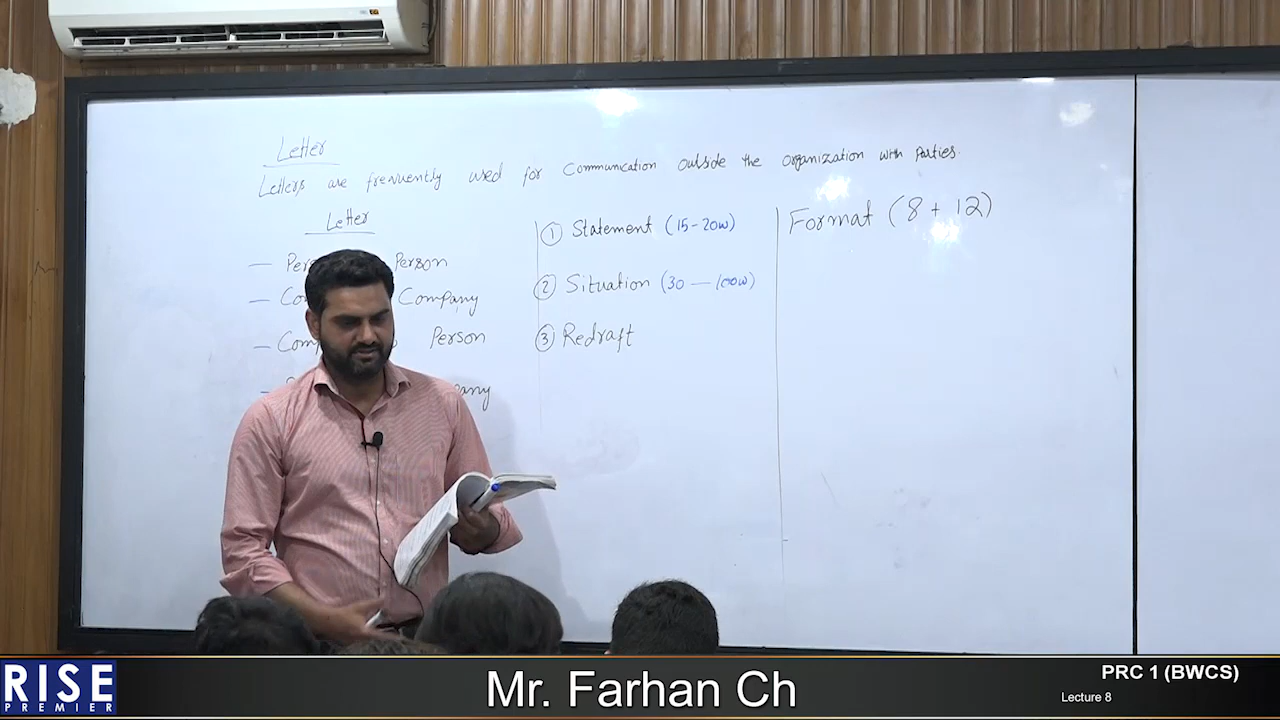 Letter
Letters are frequently used for Communication outside the organization with parties.
Letter
— Person
— Company
— Person
① Statement (15-20w)
② Situation (30 — 100w)
③ Redraft
Format (8 + 12)
RISE
PREMIER
Mr. Farhan Ch
PRC 1 (BWCS)
Lecture 8